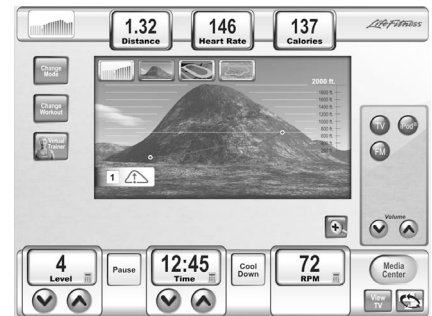 1.32
Distance
146
Heart Rate
137
Calories
LifeFitness
Change
Mode
Change
Workout
Virtual
Trainer
2000 ft.
1800 ft.
1600 ft.
1400 ft.
1200 ft.
1000 ft.
800 ft.
600 ft.
400 ft.
1
TV
iPod
FM
Volume
4
Level
Pause
12:45
Time
Cool
Down
72
RPM
Media
Center
View
TV